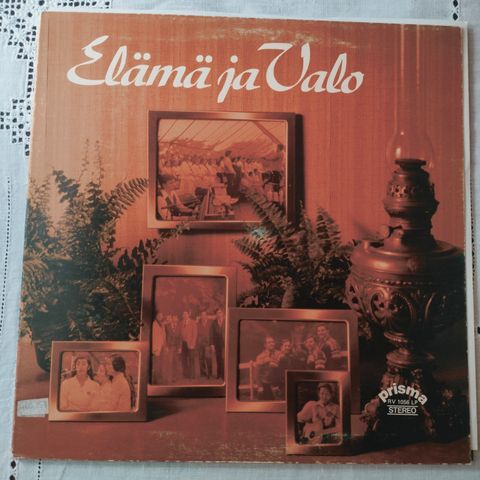 Elämä ja Valo
prisma
RV 1056 LP
STEREO